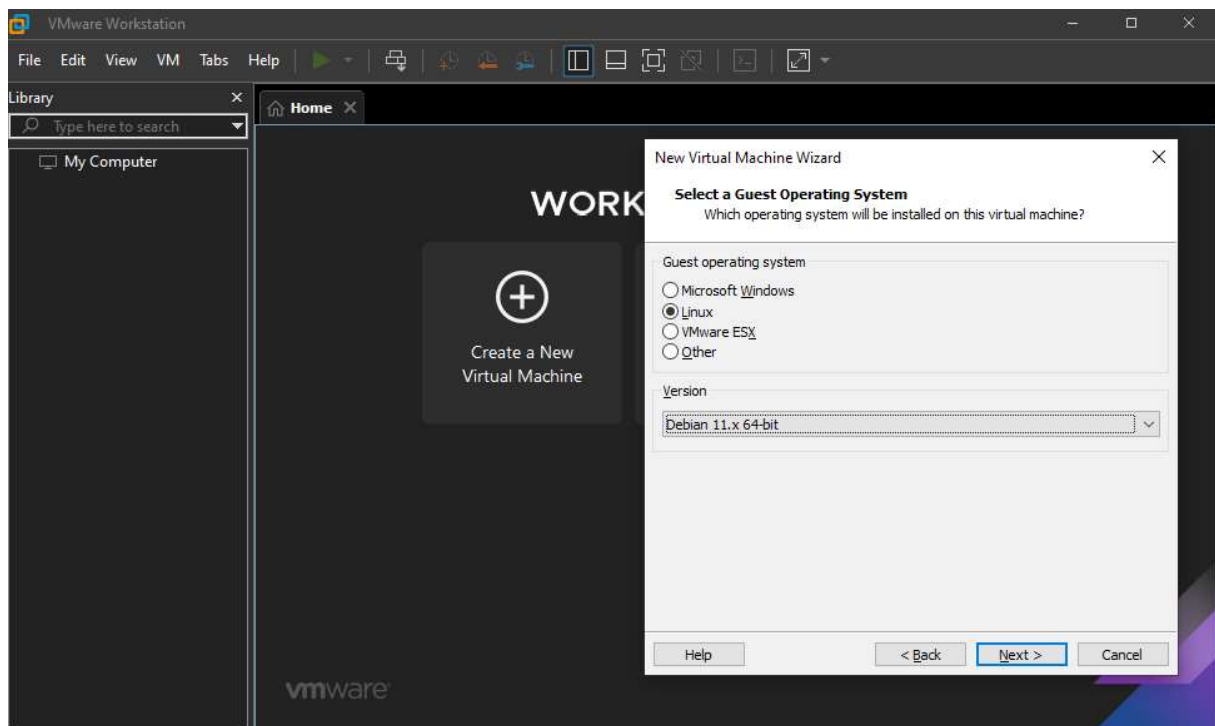 VMware Workstation
File Edit View VM Tabs Help
Library
Type here to search
My Computer
Home
WORK
Create a New
Virtual Machine
vmware
New Virtual Machine Wizard
Select a Guest Operating System
Which operating system will be installed on this virtual machine?
Guest operating system
Microsoft Windows
Linux
VMware ESX
Other
Version
Debian 11.x 64-bit
Help < Back Next > Cancel